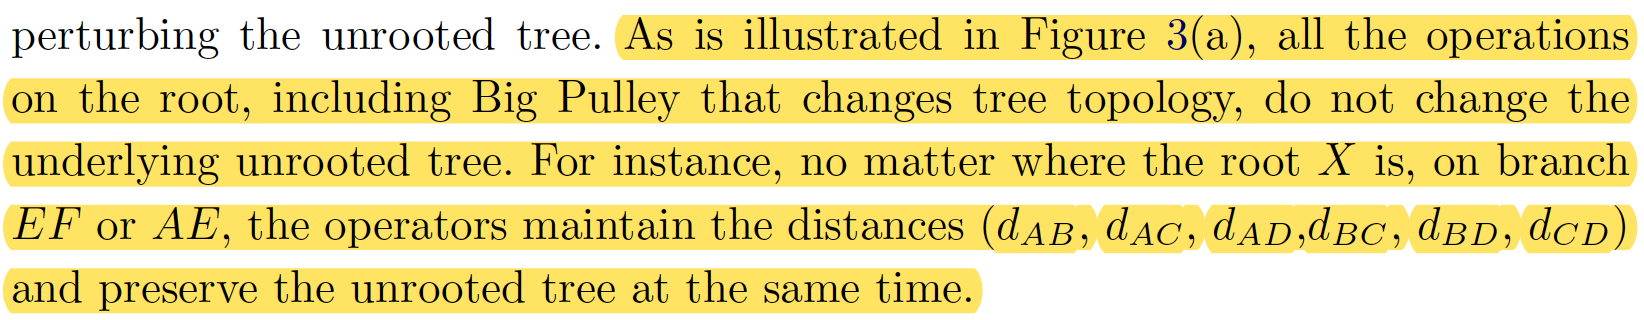 perturbing the unrooted tree. As is illustrated in Figure 3(a), all the operations
on the root, including Big Pulley that changes tree topology, do not change the
underlying unrooted tree. For instance, no matter where the root X is, on branch
EF or AE, the operators maintain the distances (d_{AB}, d_{AC}, d_{AD},d_{BC}, d_{BD}, d_{CD})
and preserve the unrooted tree at the same time.